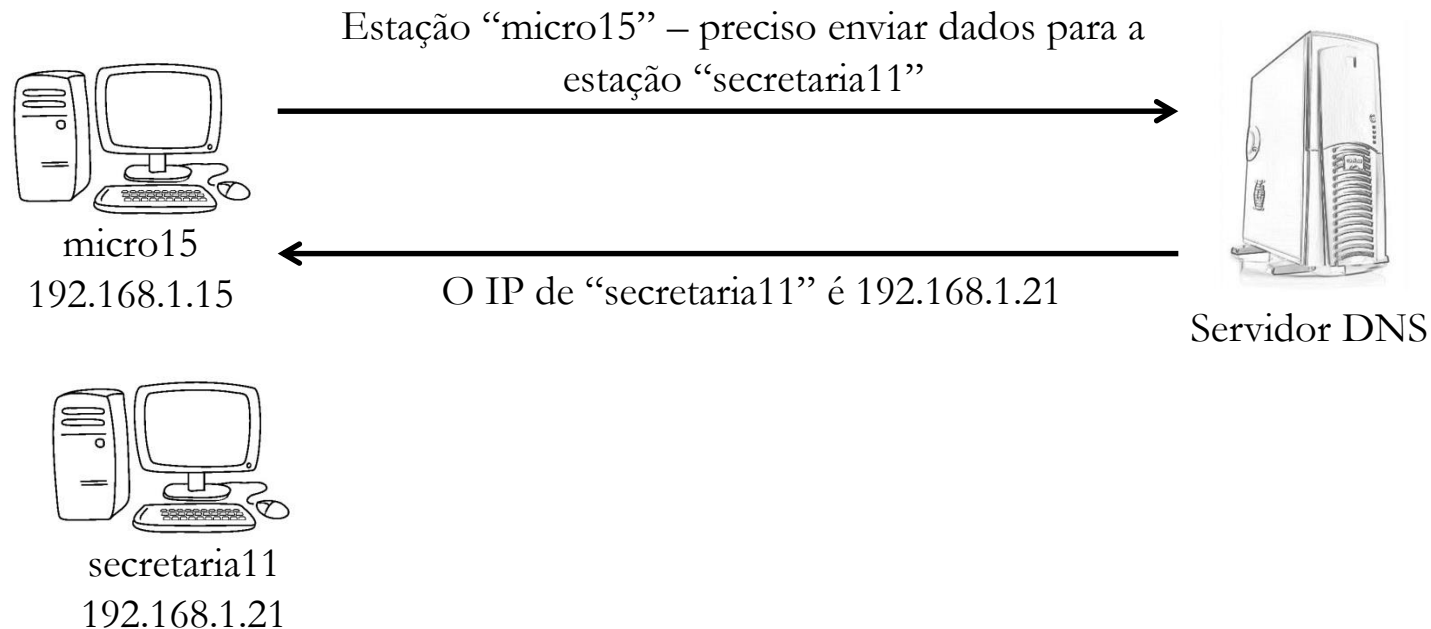 Estação “micro15” – preciso enviar dados para a
estação “secretaria11”
micro15
192.168.1.15
O IP de “secretaria11” é 192.168.1.21
Servidor DNS
secretaria11
192.168.1.21